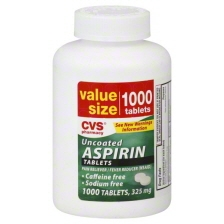 value
size
1000
tablets
CVS®
pharmacy
See New Warnings
Information
Uncoated
ASPIRIN
TABLETS
PAIN RELIEVER / FEVER REDUCER
• Caffeine free
• Sodium free
1000 TABLETS, 325 mg